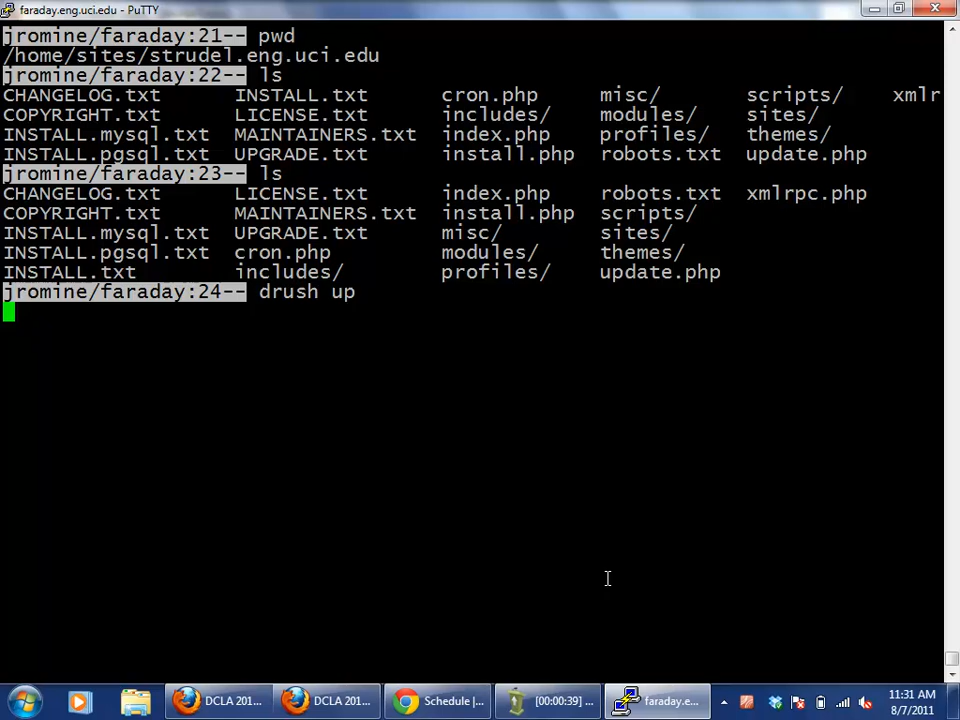 faraday.eng.uci.edu - PuTTY
jromine/faraday:21-- pwd
/home/sites/strudel.eng.uci.edu
jromine/faraday:22-- ls
CHANGELOG.txt INSTALL.txt cron.php misc/ scripts/ xmlr
COPYRIGHT.txt LICENSE.txt includes/ modules/ sites/
INSTALL.mysql.txt MAINTAINERS.txt index.php profiles/ themes/
INSTALL.pgsql.txt UPGRADE.txt install.php robots.txt update.php
jromine/faraday:23-- ls
CHANGELOG.txt LICENSE.txt index.php robots.txt xmlrpc.php
COPYRIGHT.txt MAINTAINERS.txt install.php scripts/
INSTALL.mysql.txt UPGRADE.txt misc/ sites/
INSTALL.pgsql.txt cron.php modules/ themes/
INSTALL.txt includes/ profiles/ update.php
jromine/faraday:24-- drush up
DCLA 201... DCLA 201... Schedule |... [00:00:39] ... faraday.e... 11:31 AM
8/7/2011